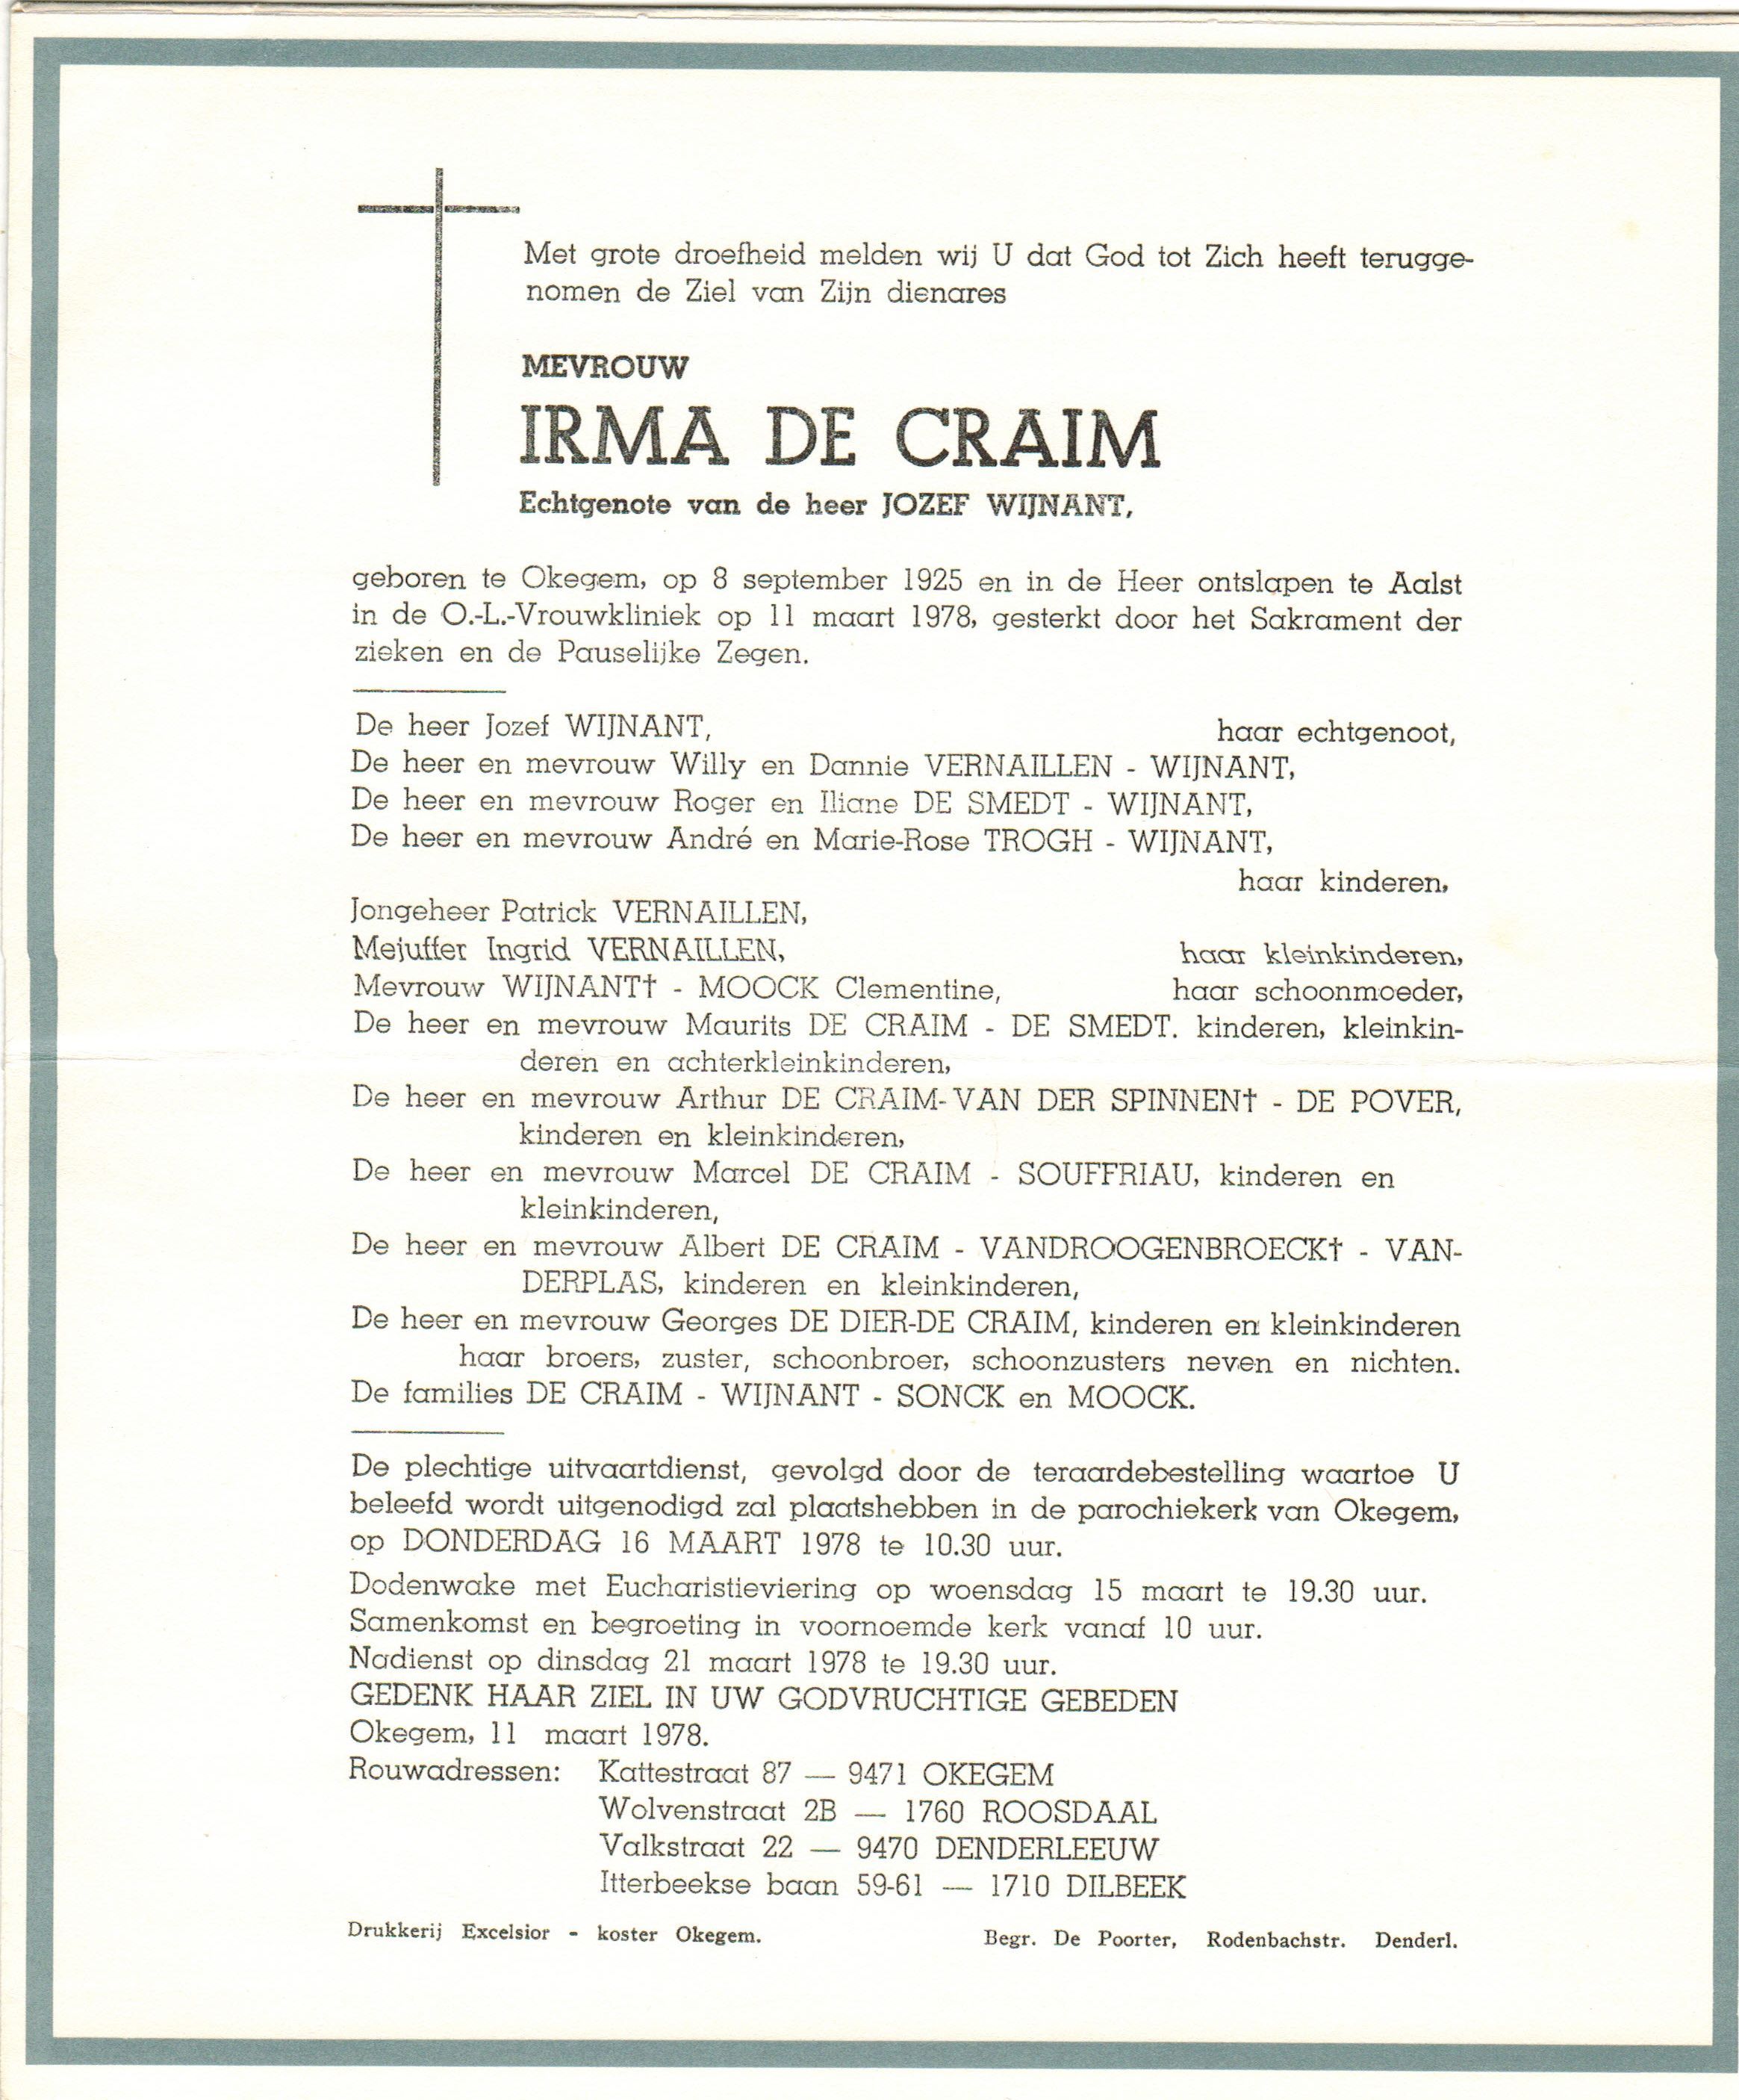 Met grote droefheid melden wij U dat God tot Zich heeft terugge-
nomen de Ziel van Zijn dienares
MEVROUW
IRMA DE CRAIM
Echtgenote van de heer JOZEF WIJNANT,
geboren te Okegem, op 8 september 1925 en in de Heer ontslapen te Aalst
in de O.-L.-Vrouwkliniek op 11 maart 1978, gesterkt door het Sakrament der
zieken en de Pauselijke Zegen.
De heer Jozef WIJNANT, haar echtgenoot,
De heer en mevrouw Willy en Dannie VERNAILLEN - WIJNANT,
De heer en mevrouw Roger en Iliane DE SMEDT - WIJNANT,
De heer en mevrouw André en Marie-Rose TROGH - WIJNANT,
haar kinderen,
Jongeheer Patrick VERNAILLEN,
Mejuffer Ingrid VERNAILLEN, haar kleinkinderen,
Mevrouw WIJNANT† - MOOCK Clementine, haar schoonmoeder,
De heer en mevrouw Maurits DE CRAIM - DE SMEDT. kinderen, kleinkin-
deren en achterkleinkinderen,
De heer en mevrouw Arthur DE CRAIM-VAN DER SPINNEN† - DE POVER,
kinderen en kleinkinderen,
De heer en mevrouw Marcel DE CRAIM - SOUFFRIAU, kinderen en
kleinkinderen,
De heer en mevrouw Albert DE CRAIM - VANDROOGENBROECK† - VAN-
DERPLAS, kinderen en kleinkinderen,
De heer en mevrouw Georges DE DIER-DE CRAIM, kinderen en kleinkinderen
haar broers, zuster, schoonbroer, schoonzusters neven en nichten.
De families DE CRAIM - WIJNANT - SONCK en MOOCK.
De plechtige uitvaartdienst, gevolgd door de teraardebestelling waartoe U
beleefd wordt uitgenodigd zal plaatshebben in de parochiekerk van Okegem,
op DONDERDAG 16 MAART 1978 te 10.30 uur.
Dodenwake met Eucharistieviering op woensdag 15 maart te 19.30 uur.
Samenkomst en begroeting in voornoemde kerk vanaf 10 uur.
Nadienst op dinsdag 21 maart 1978 te 19.30 uur.
GEDENK HAAR ZIEL IN UW GODVRUCHTIGE GEBEDEN
Okegem, 11 maart 1978.
Rouwadressen: Kattestraat 87 — 9471 OKEGEM
Wolvenstraat 2B — 1760 ROOSDAAL
Valkstraat 22 — 9470 DENDERLEEUW
Itterbeekse baan 59-61 — 1710 DILBEEK
Drukkerij Excelsior - koster Okegem. Begr. De Poorter, Rodenbachstr. Denderl.